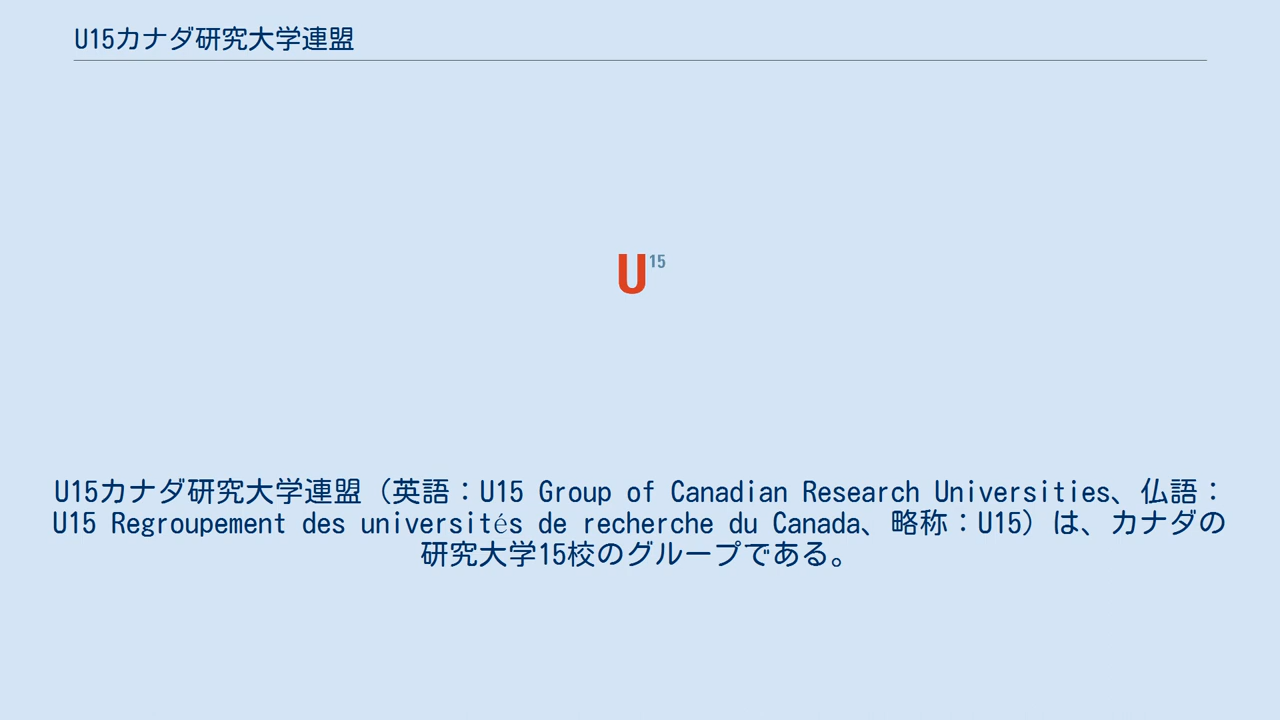 U15カナダ研究大学連盟
U15
U15カナダ研究大学連盟（英語：U15 Group of Canadian Research Universities、仏語：
U15 Regroupement des universités de recherche du Canada、略称：U15）は、カナダの
研究大学15校のグループである。